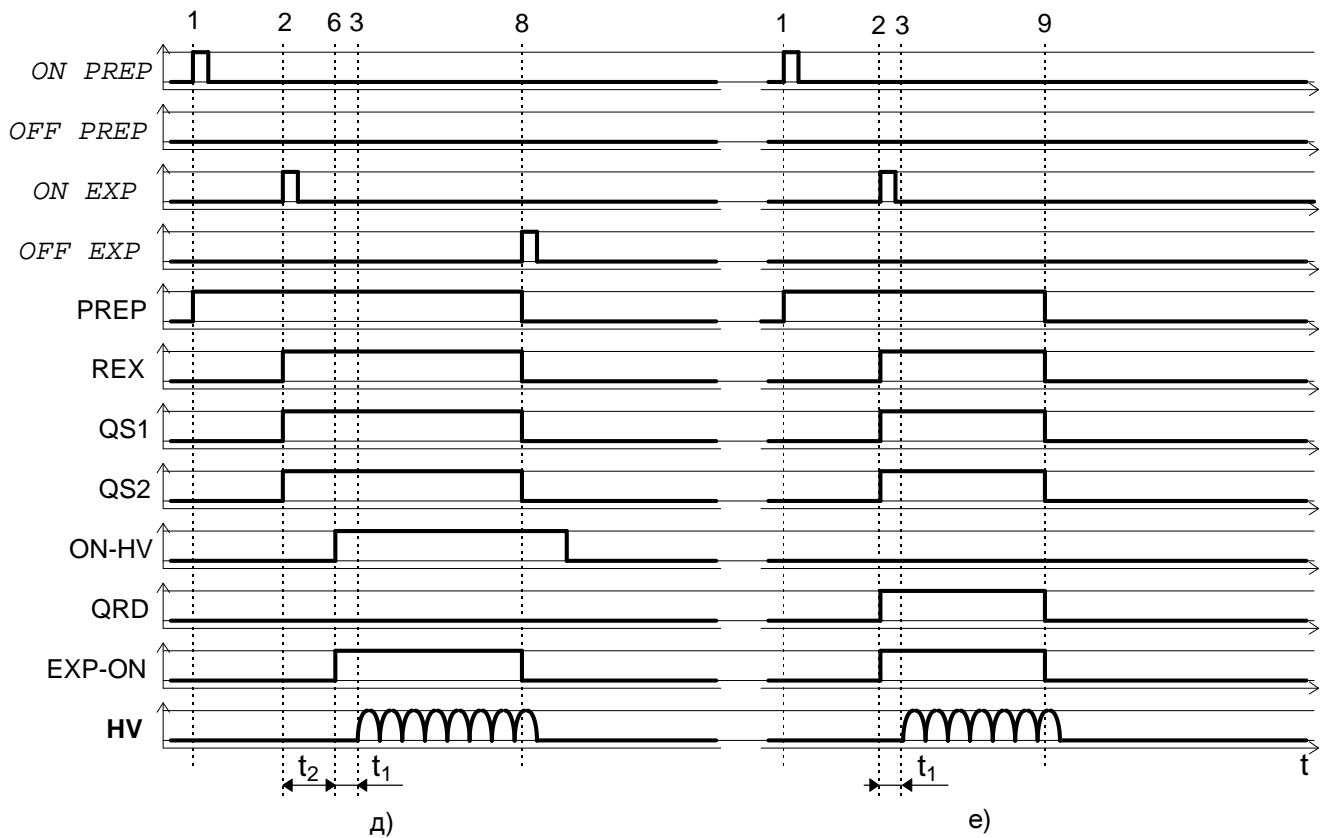 1 2 6 3 8 1 2 3 9
ON PREP
OFF PREP
ON EXP
OFF EXP
PREP
REX
QS1
QS2
ON-HV
QRD
EXP-ON
HV
t2 t1 t1 t
д) е)